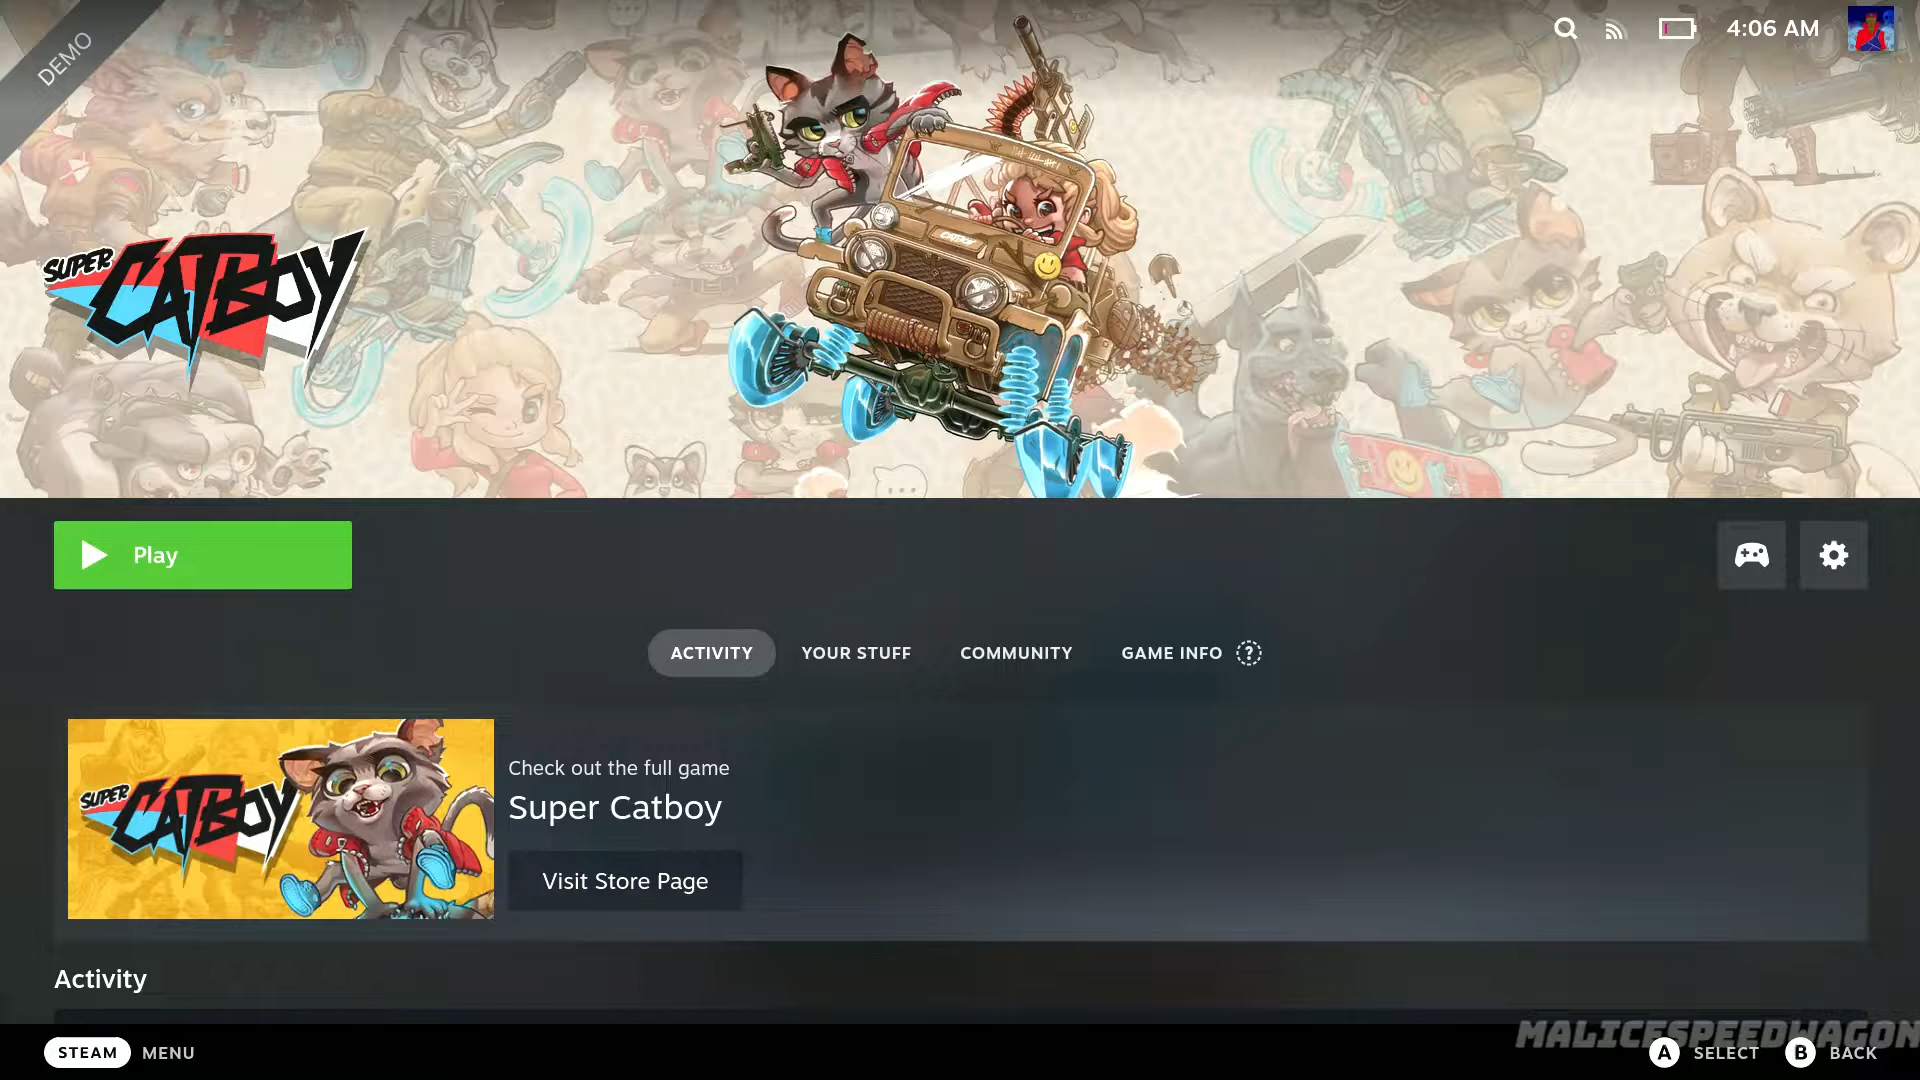 DEMO
4:06 AM
SUPER
CATBOY
Play
ACTIVITY
YOUR STUFF
COMMUNITY
GAME INFO
?
SUPER
CATBOY
Check out the full game
Super Catboy
Visit Store Page
Activity
MALICESPEEDWAGON
STEAM MENU
A SELECT B BACK